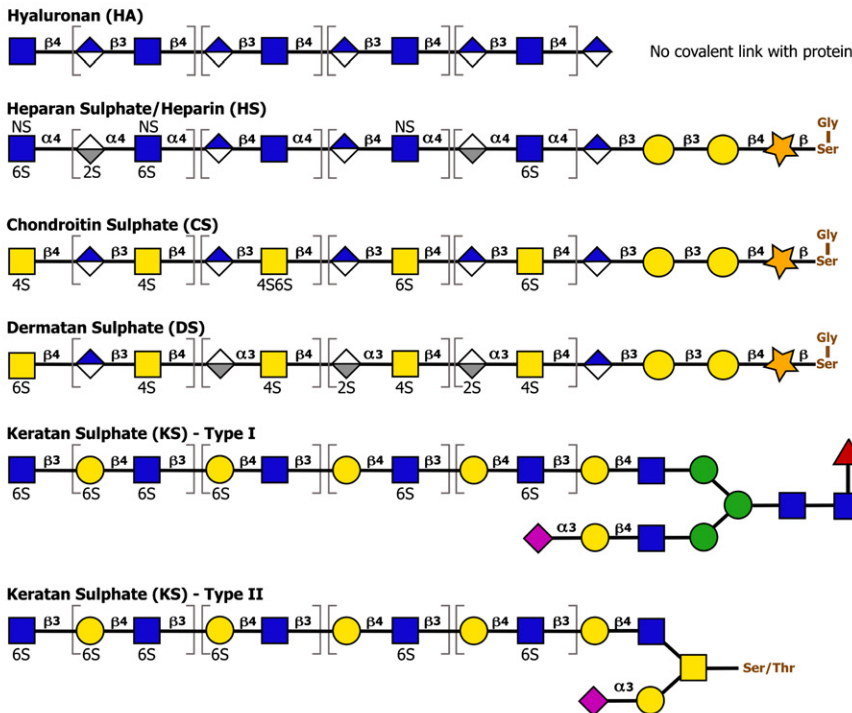 Hyaluronan (HA)
β4 β3 β4 β3 β4 β3 β4 β3 β4
No covalent link with protein
Heparan Sulphate/Heparin (HS)
NS NS NS Gly
α4 α4 α4 β4 α4 β4 α4 α4 α4 β3 β3 β4 β Ser
6S 2S 6S 6S
Chondroitin Sulphate (CS)
Gly
β4 β3 β4 β3 β4 β3 β4 β3 β4 β3 β3 β4 β Ser
4S 4S 4S6S 6S 6S
Dermatan Sulphate (DS)
Gly
β4 β3 β4 α3 β4 α3 β4 α3 β4 β3 β3 β4 β Ser
6S 4S 4S 2S 4S 2S 4S
Keratan Sulphate (KS) - Type I
β3 β4 β3 β4 β3 β4 β3 β4 β3 β4
6S 6S 6S 6S 6S 6S
α3 β4
Keratan Sulphate (KS) - Type II
β3 β4 β3 β4 β3 β4 β3 β4 β3 β4
6S 6S 6S 6S 6S 6S
Ser/Thr
α3